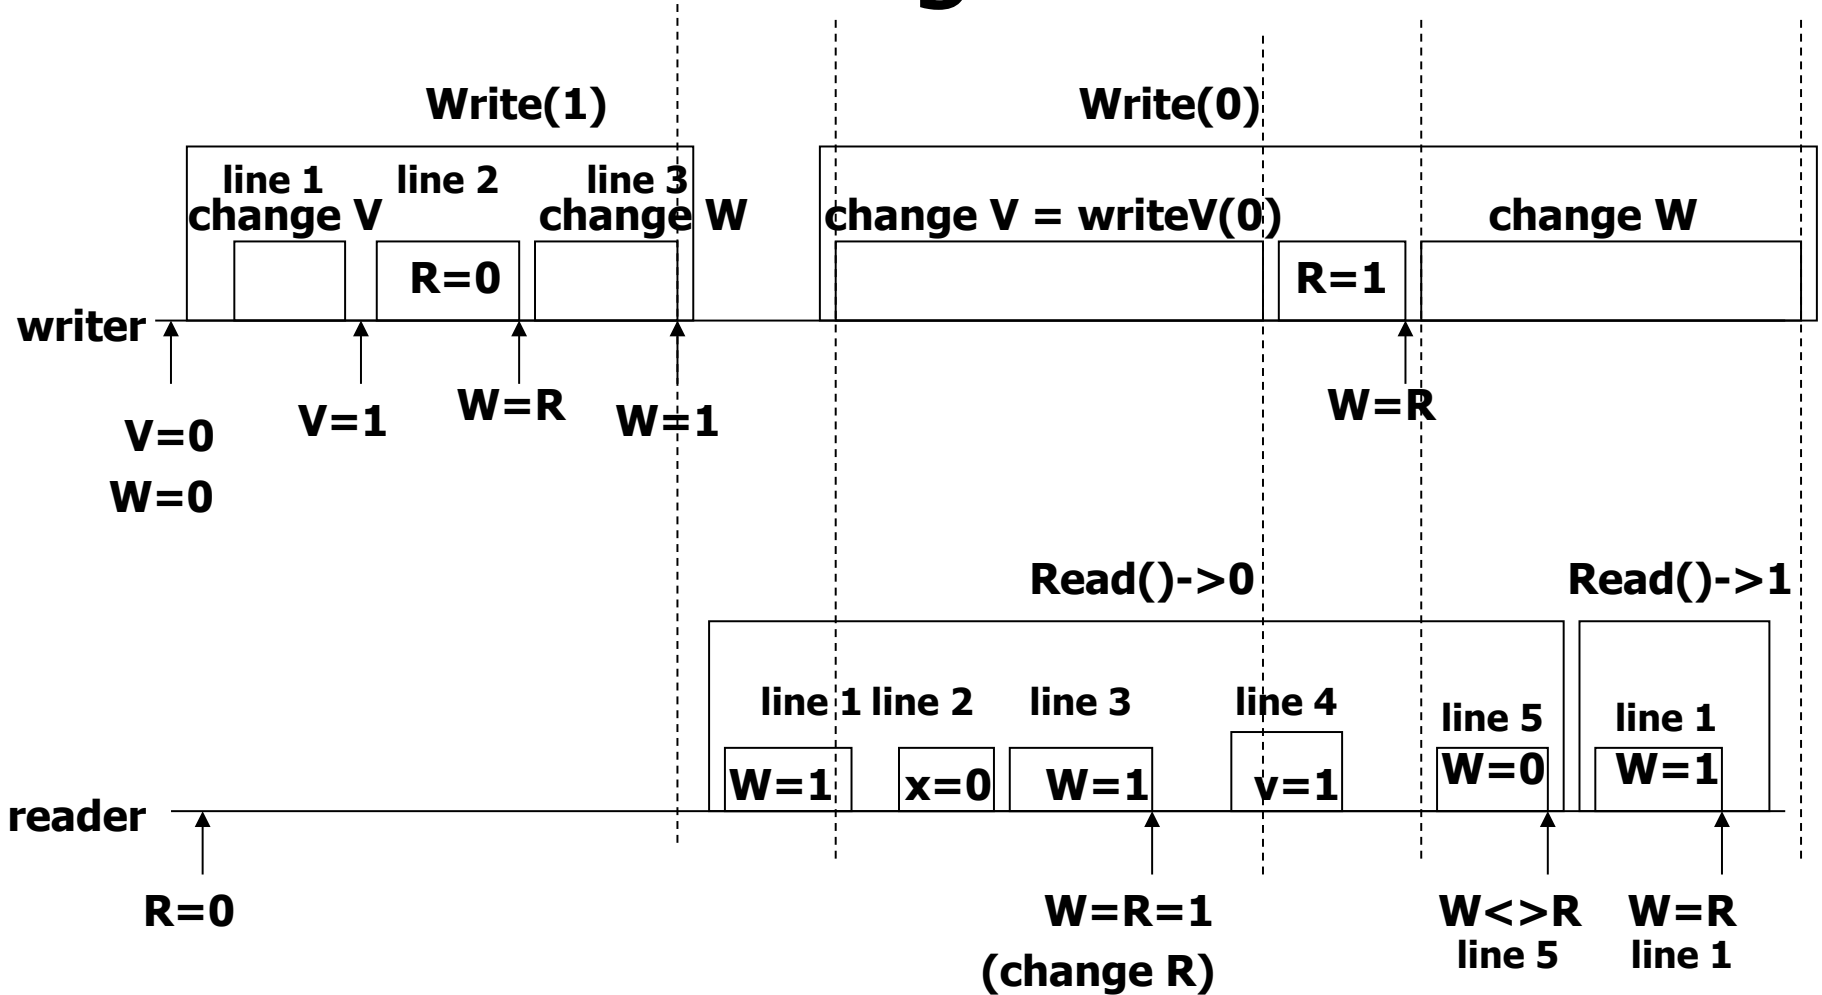 Write(1)
Write(0)
line 1
line 2
line 3
change V
change W
change V = writeV(0)
change W
R=0
R=1
writer
V=0
W=0
V=1
W=R
W=1
W=R
Read()->0
Read()->1
line 1
line 2
line 3
line 4
line 5
line 1
W=1
x=0
W=1
v=1
W=0
W=1
reader
R=0
W=R=1
(change R)
W<>R
line 5
W=R
line 1